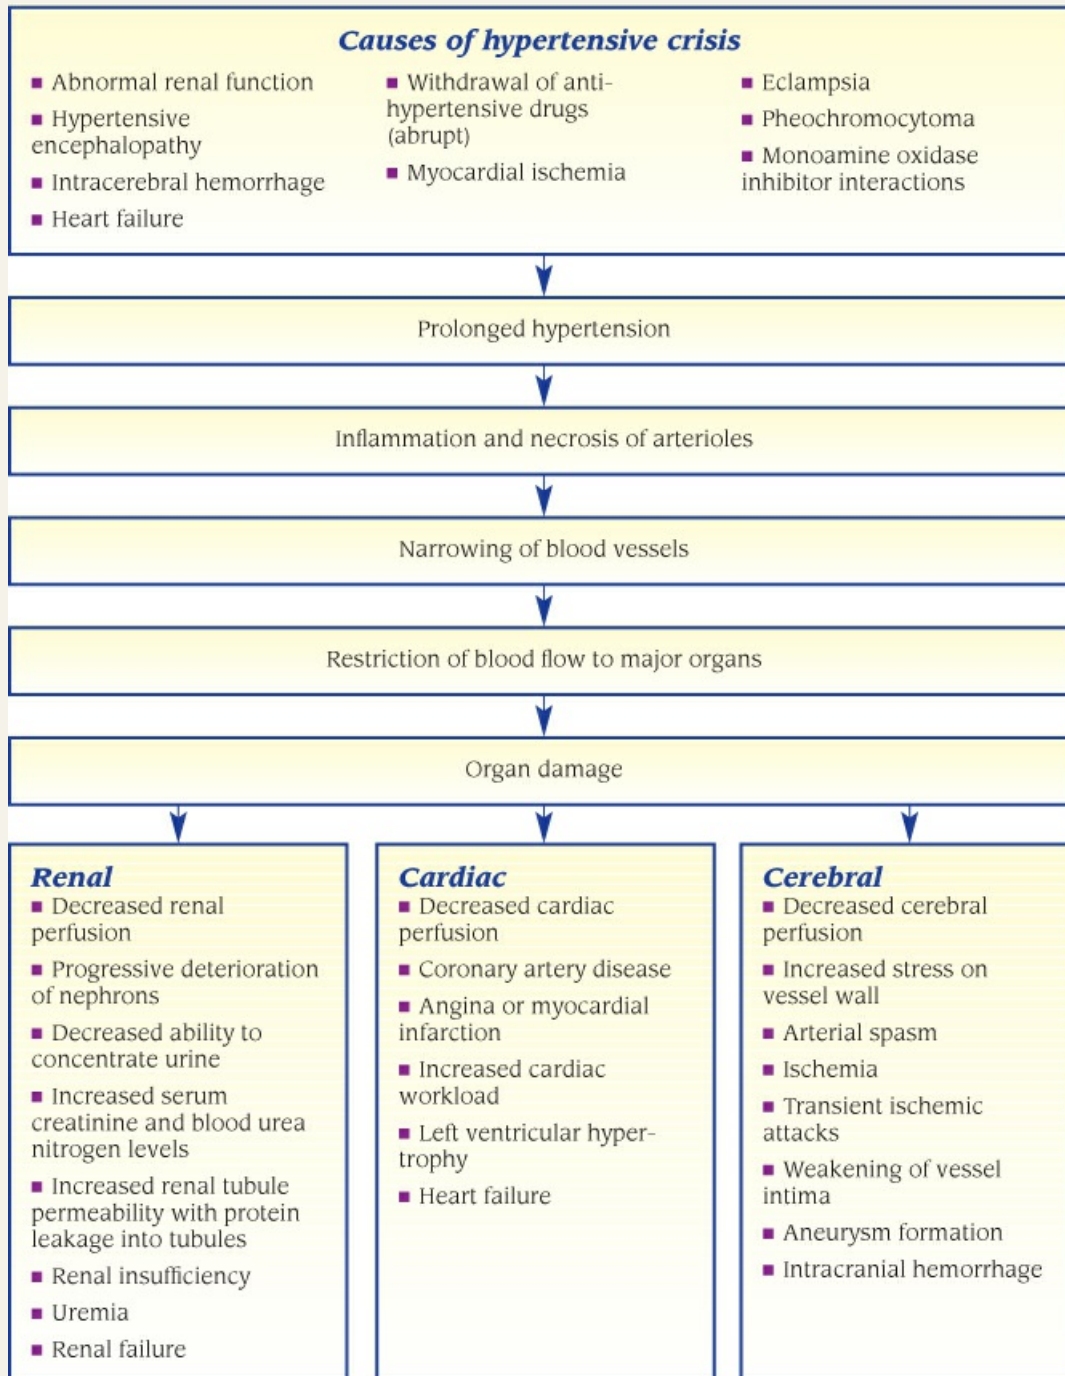 Causes of hypertensive crisis
■ Abnormal renal function
■ Hypertensive
encephalopathy
■ Intracerebral hemorrhage
■ Heart failure
■ Withdrawal of anti-
hypertensive drugs
(abrupt)
■ Myocardial ischemia
■ Eclampsia
■ Pheochromocytoma
■ Monoamine oxidase
inhibitor interactions
Prolonged hypertension
Inflammation and necrosis of arterioles
Narrowing of blood vessels
Restriction of blood flow to major organs
Organ damage
Renal
■ Decreased renal
perfusion
■ Progressive deterioration
of nephrons
■ Decreased ability to
concentrate urine
■ Increased serum
creatinine and blood urea
nitrogen levels
■ Increased renal tubule
permeability with protein
leakage into tubules
■ Renal insufficiency
■ Uremia
■ Renal failure
Cardiac
■ Decreased cardiac
perfusion
■ Coronary artery disease
■ Angina or myocardial
infarction
■ Increased cardiac
workload
■ Left ventricular hyper-
trophy
■ Heart failure
Cerebral
■ Decreased cerebral
perfusion
■ Increased stress on
vessel wall
■ Arterial spasm
■ Ischemia
■ Transient ischemic
attacks
■ Weakening of vessel
intima
■ Aneurysm formation
■ Intracranial hemorrhage